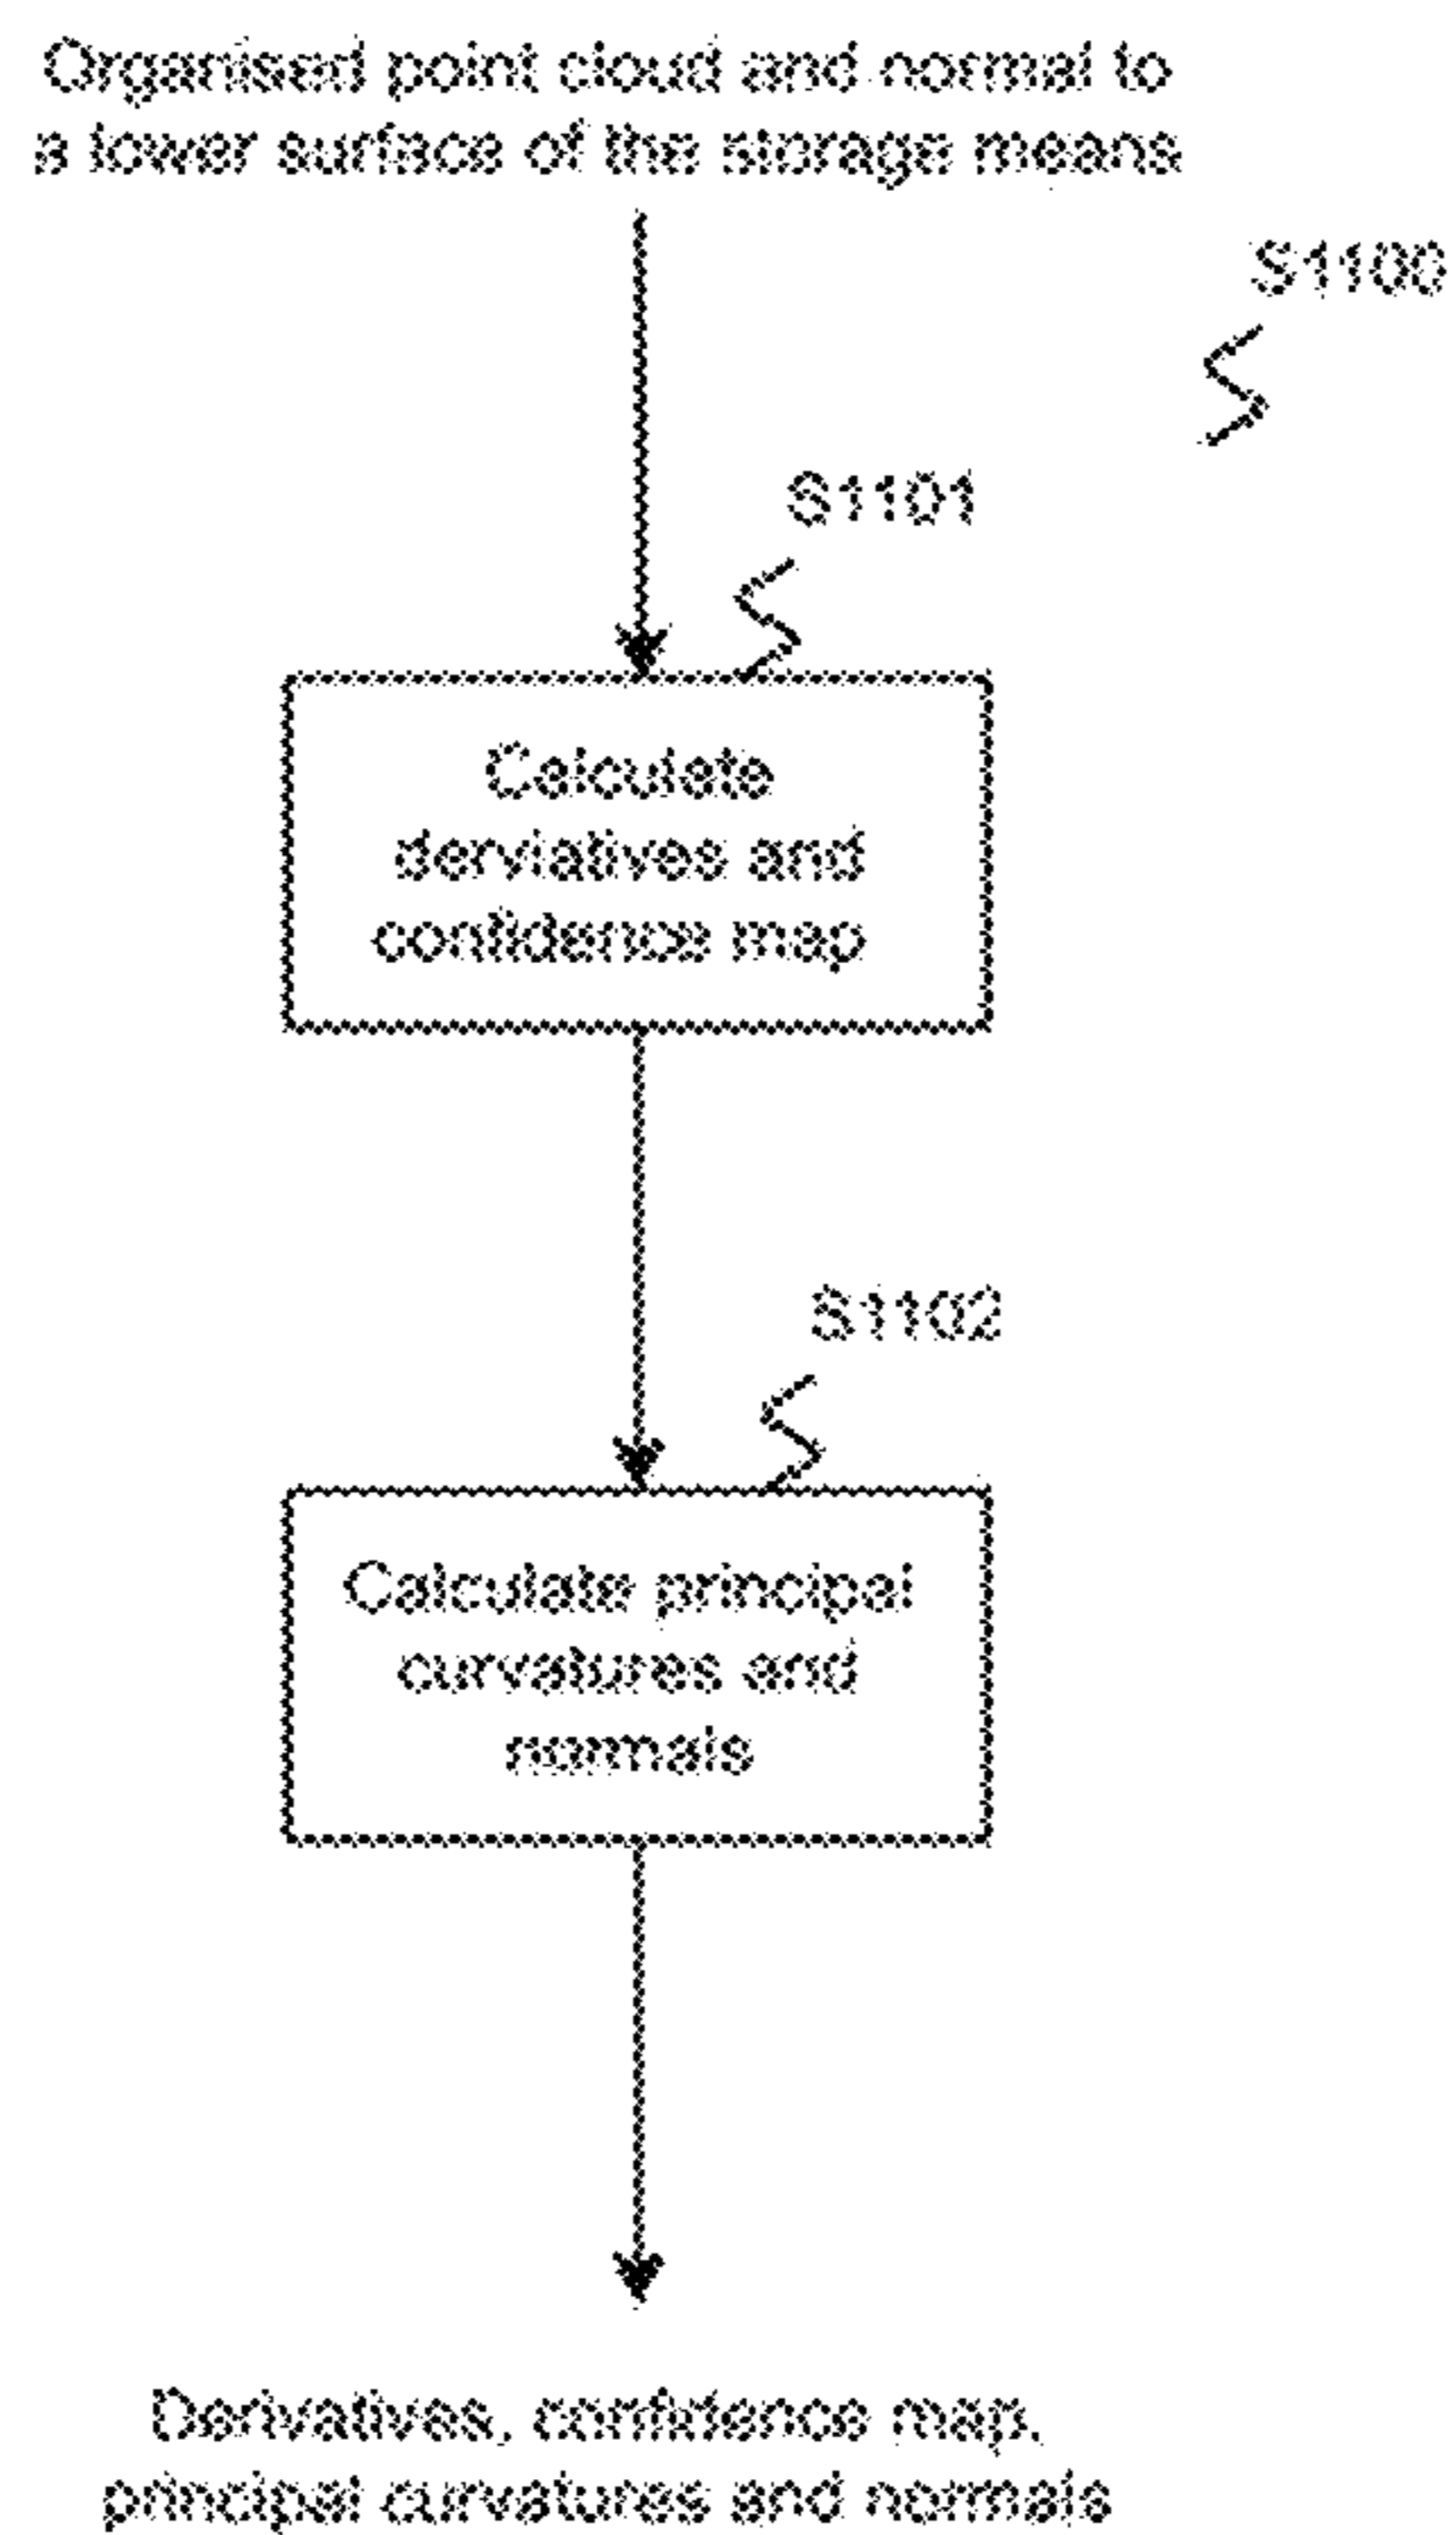 Organised point cloud and normal to
a lower surface of the storage means
S1100
S1101
Calculate
derviatives and
confidence map
S1102
Calculate principal
curvatures and
normals
Derivatives, confidence map,
principal curvatures and normals